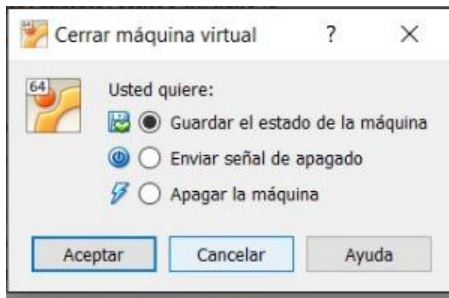 Cerrar máquina virtual ?
64
Usted quiere:
Guardar el estado de la máquina
Enviar señal de apagado
Apagar la máquina
Aceptar Cancelar Ayuda